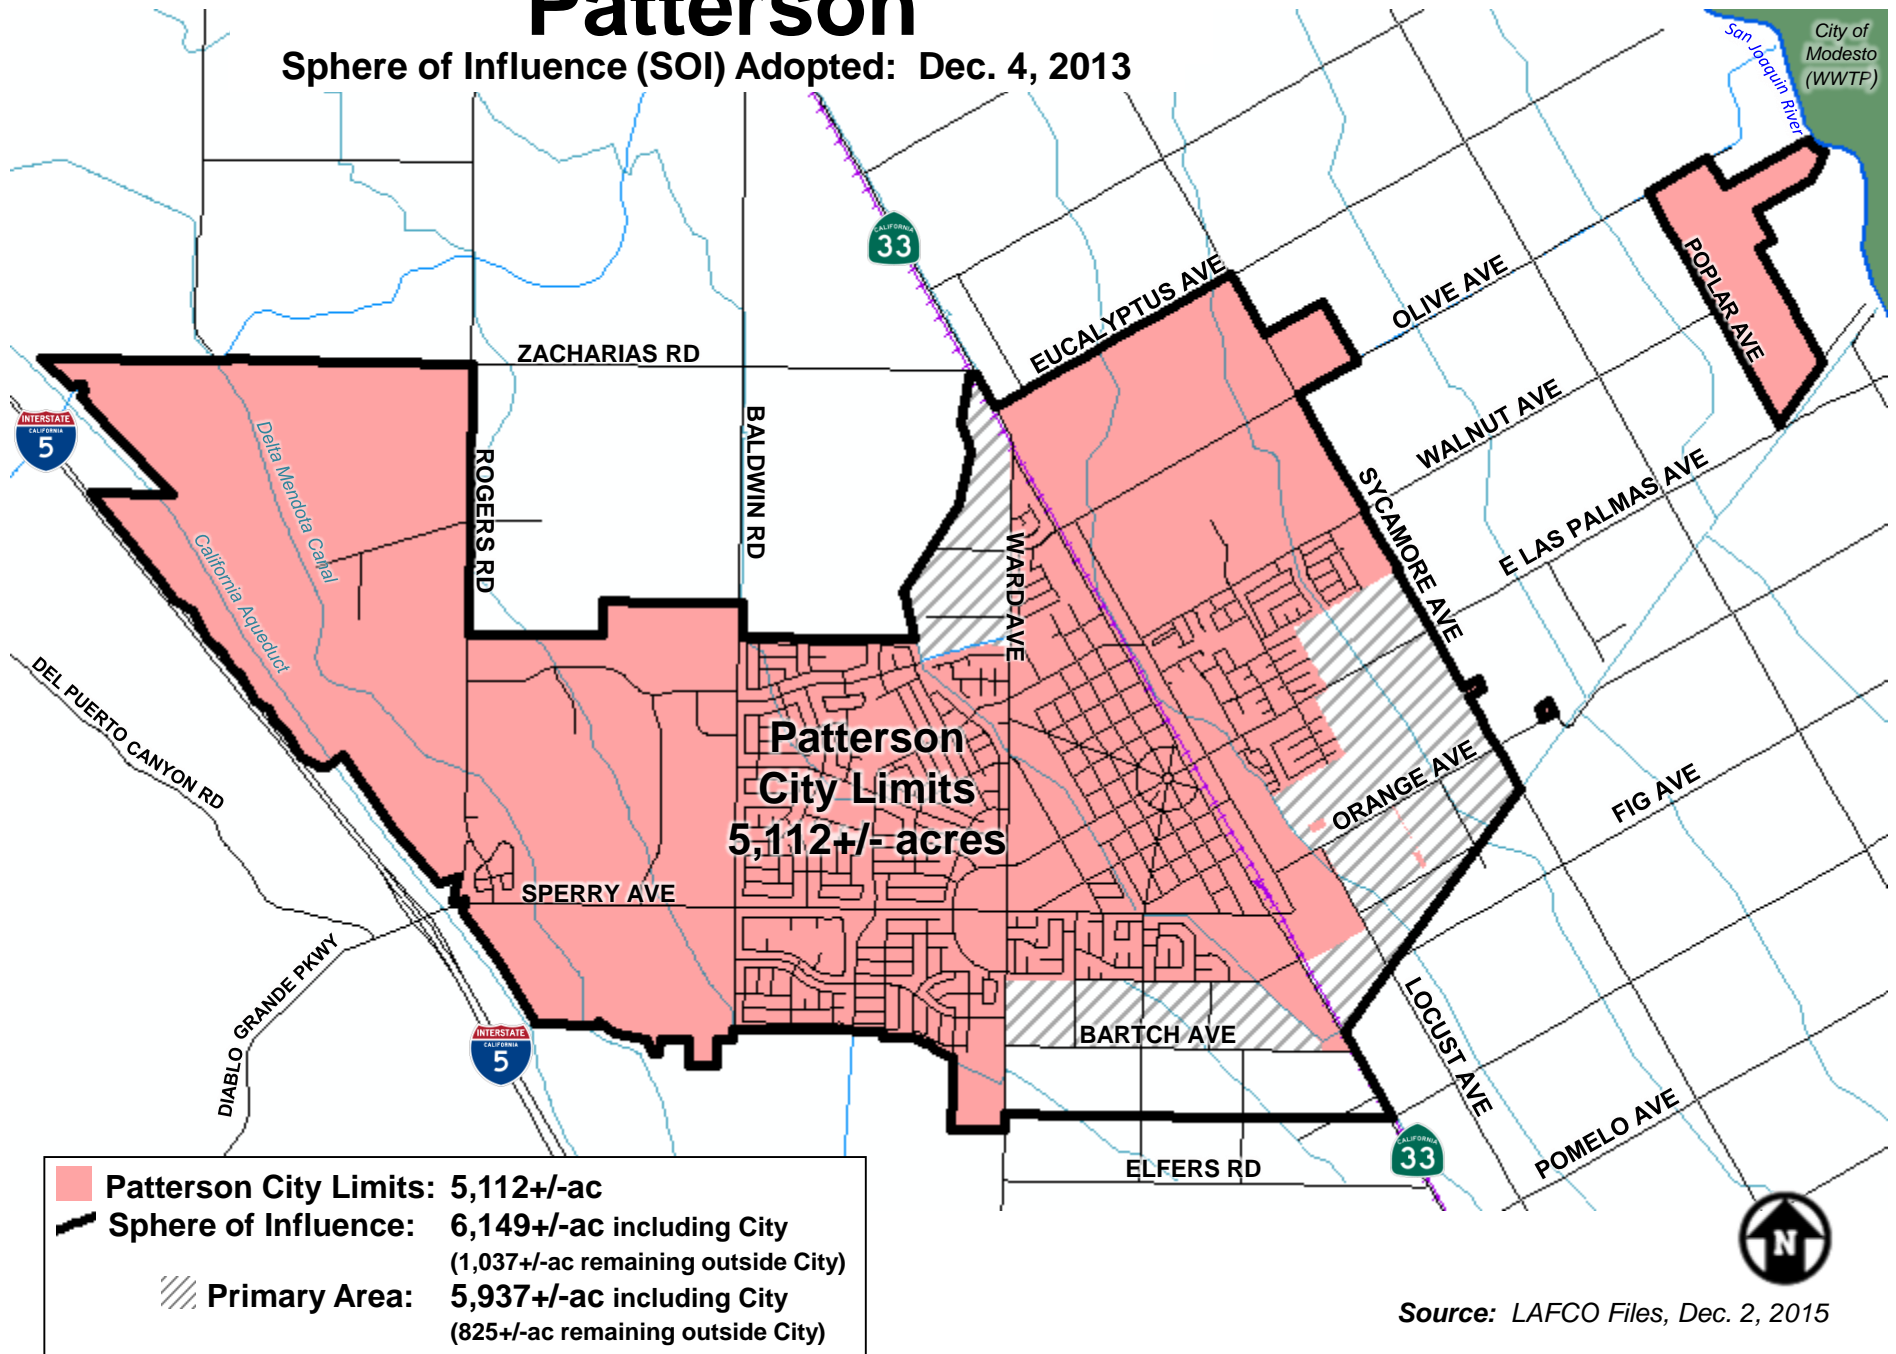 Patterson
Sphere of Influence (SOI) Adopted: Dec. 4, 2013
City of
Modesto
(WWTP)
San Joaquin River
CALIFORNIA
33
EUCALYPTUS AVE
OLIVE AVE
POPLAR AVE
ZACHARIAS RD
WALNUT AVE
INTERSTATE
CALIFORNIA
5
Delta Mendota Canal
ROGERS RD
BALDWIN RD
SYCAMORE AVE
E LAS PALMAS AVE
California Aqueduct
WARD AVE
DEL PUERTO CANYON RD
Patterson
City Limits
5,112+/- acres
ORANGE AVE
FIG AVE
SPERRY AVE
DIABLO GRANDE PKWY
INTERSTATE
CALIFORNIA
5
BARTCH AVE
LOCUST AVE
POMELO AVE
CALIFORNIA
33
ELFERS RD
Patterson City Limits: 5,112+/-ac
Sphere of Influence: 6,149+/-ac including City
(1,037+/-ac remaining outside City)
Primary Area: 5,937+/-ac including City
(825+/-ac remaining outside City)
N
Source: LAFCO Files, Dec. 2, 2015